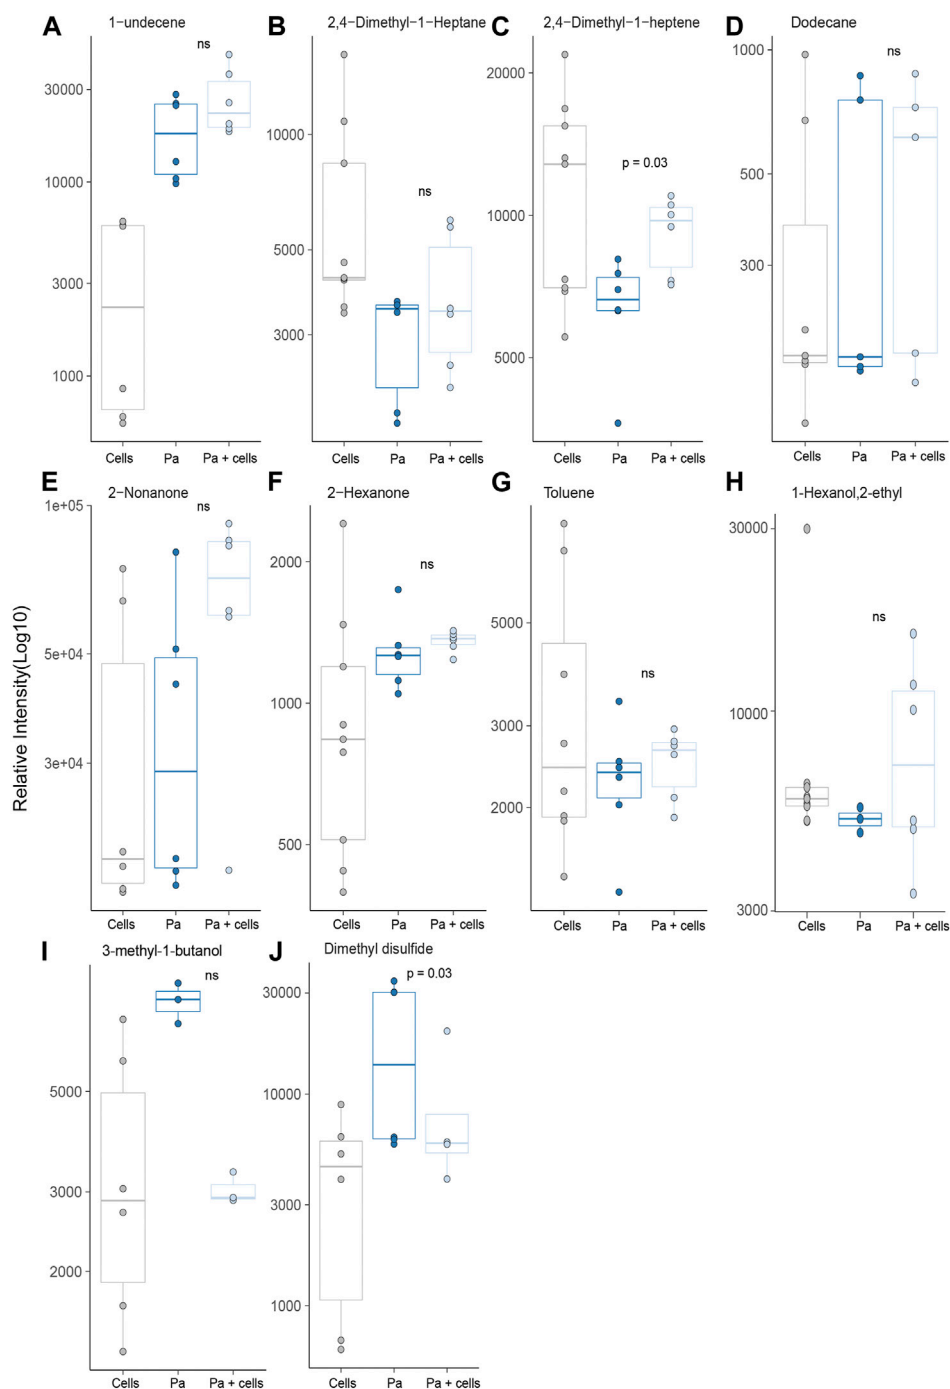 A 1−undecene
ns
30000
10000
3000
1000
Cells Pa Pa + cells
B 2,4−Dimethyl−1−Heptane
ns
10000
5000
3000
Cells Pa Pa + cells
C 2,4−Dimethyl−1−heptene
p = 0.03
20000
10000
5000
Cells Pa Pa + cells
D Dodecane
ns
1000
500
300
Cells Pa Pa + cells
Relative Intensity(Log10)
E 2−Nonanone
ns
1e+05
5e+04
3e+04
Cells Pa Pa + cells
F 2−Hexanone
ns
2000
1000
500
Cells Pa Pa + cells
G Toluene
ns
5000
3000
2000
Cells Pa Pa + cells
H 1-Hexanol,2-ethyl
ns
30000
10000
3000
Cells Pa Pa + cells
I 3-methyl-1-butanol
ns
5000
3000
2000
Cells Pa Pa + cells
J Dimethyl disulfide
p = 0.03
30000
10000
3000
1000
Cells Pa Pa + cells